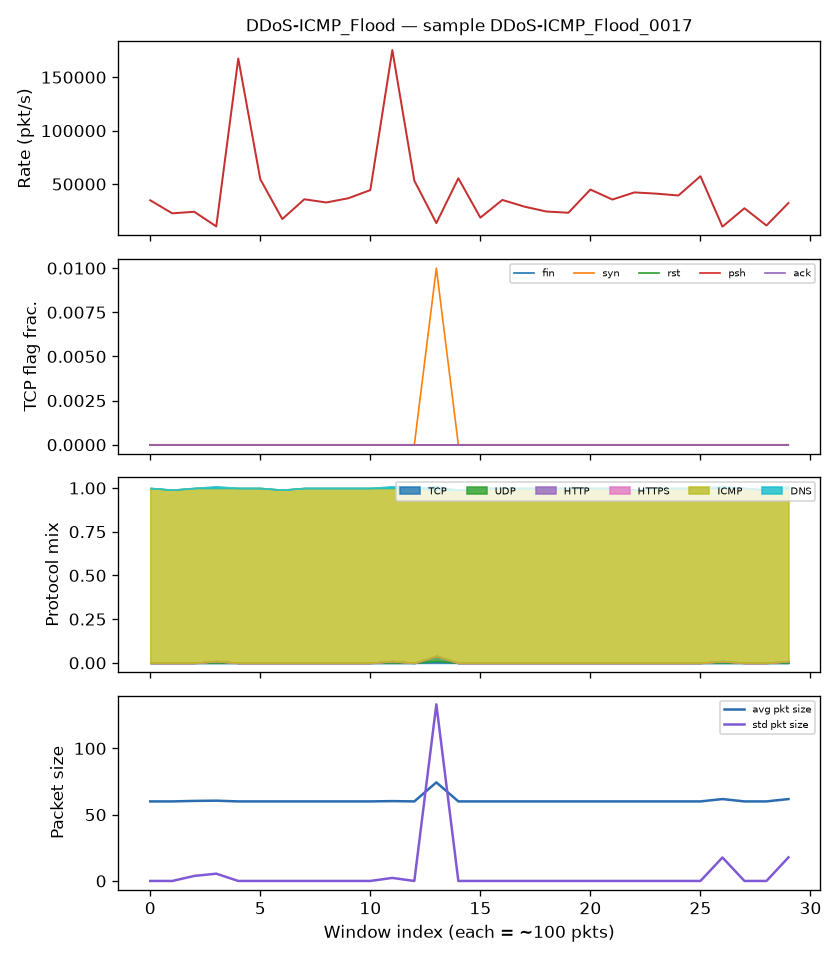 DDoS-ICMP_Flood — sample DDoS-ICMP_Flood_0017
Rate (pkt/s)
150000
100000
50000
TCP flag frac.
0.0100
0.0075
0.0050
0.0025
0.0000
fin syn rst psh ack
Protocol mix
1.00
0.75
0.50
0.25
0.00
TCP UDP HTTP HTTPS ICMP DNS
Packet size
100
50
0
avg pkt size
std pkt size
0 5 10 15 20 25 30
Window index (each = ~100 pkts)